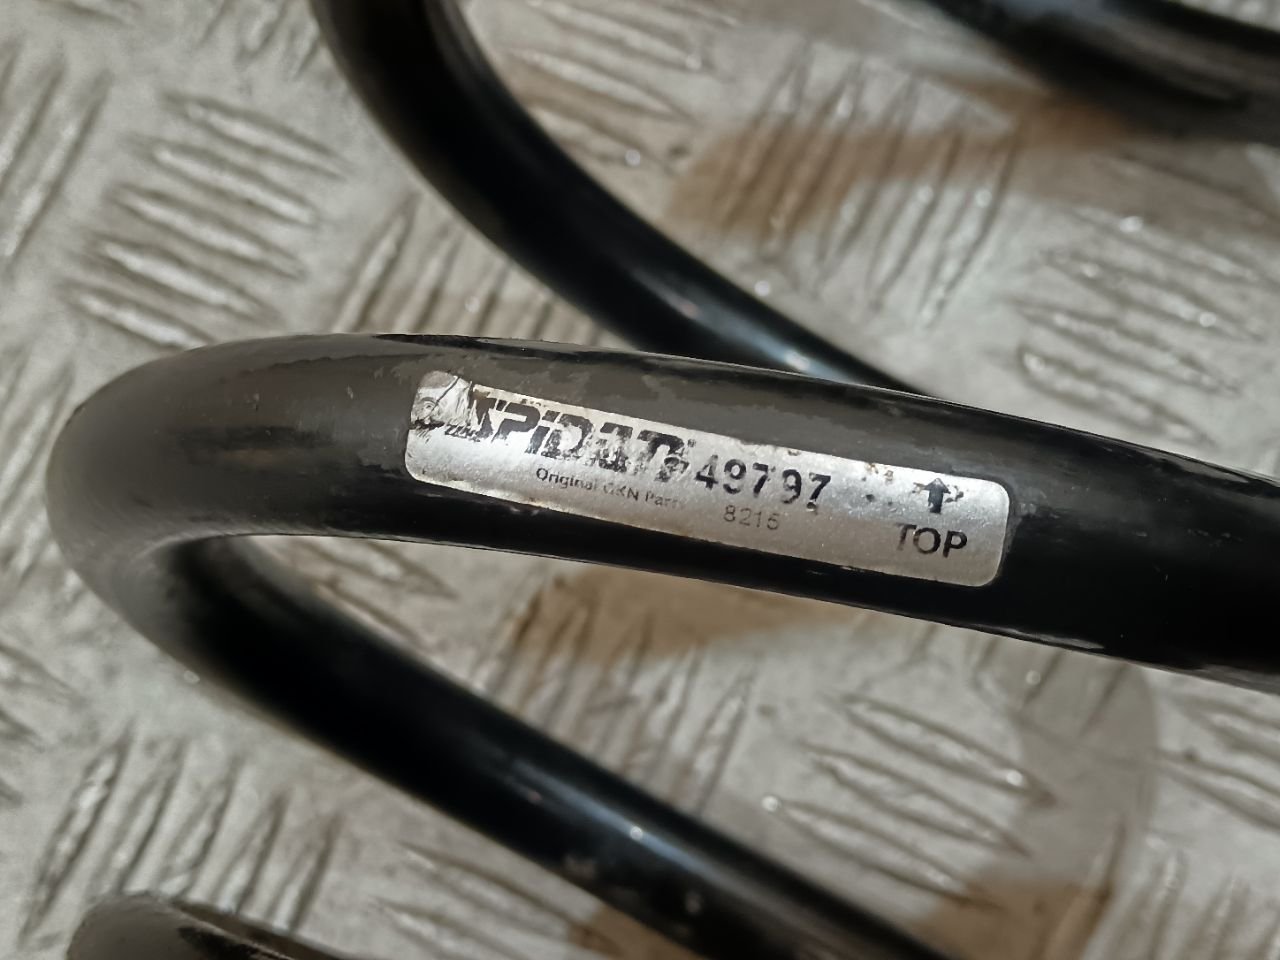 SPIDAN 49797
Original GKN Parts
8215
↑
TOP